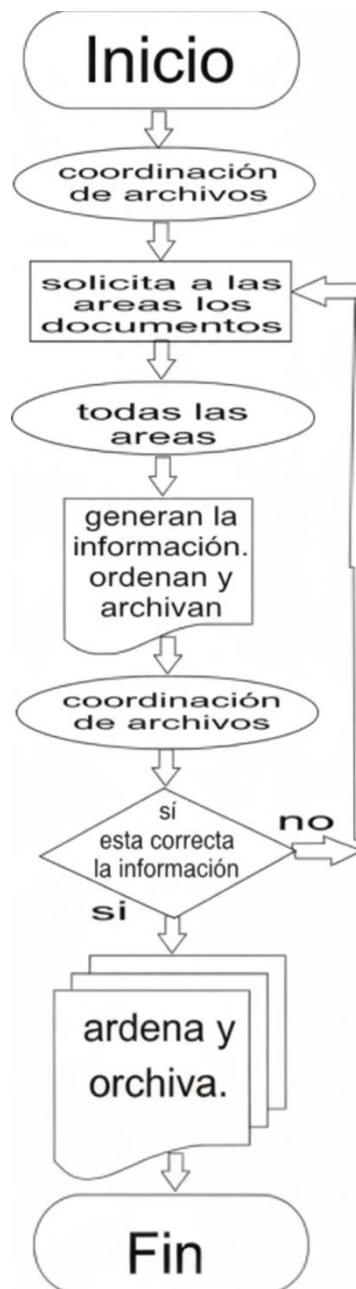 Inicio
coordinación
de archivos
solicita a las
areas los
documentos
todas las
areas
generan la
información.
ordenan y
archivan
coordinación
de archivos
sí
esta correcta
la información
no
si
ardena y
orchiva.
Fin